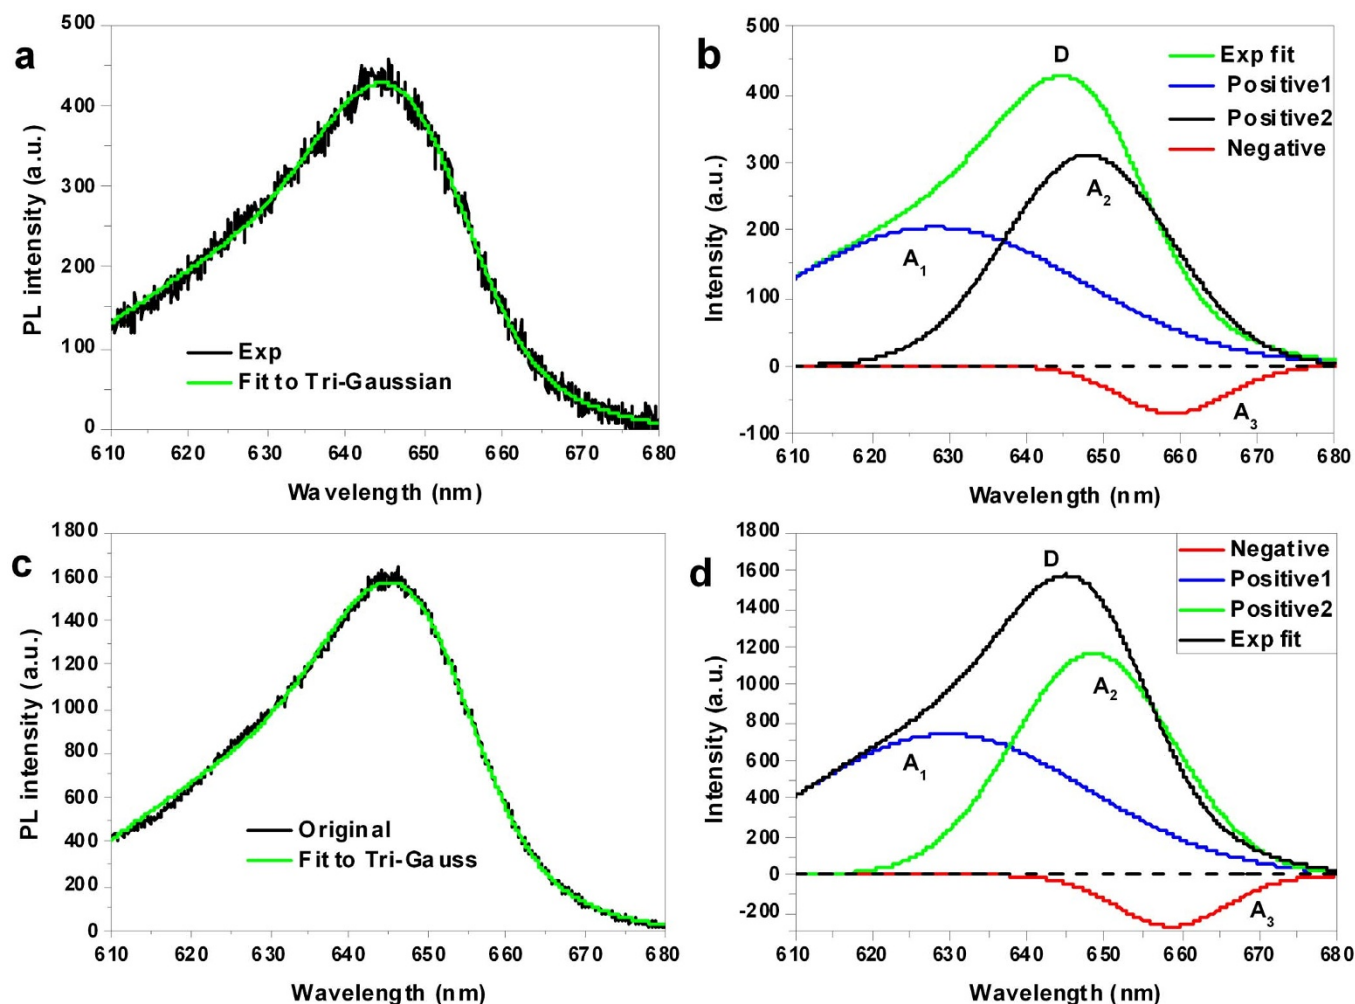 a
500
400
300
200
100
0
PL intensity (a.u.)
Exp
Fit to Tri-Gaussian
610 620 630 640 650 660 670 680
Wavelength (nm)
b
500
400
300
200
100
0
-100
Intensity (a.u.)
D
A1
A2
A3
Exp fit
Positive1
Positive2
Negative
610 620 630 640 650 660 670 680
Wavelength (nm)
c
1800
1600
1400
1200
1000
800
600
400
200
0
PL intensity (a.u.)
Original
Fit to Tri-Gauss
610 620 630 640 650 660 670 680
Wavelength (nm)
d
1800
1600
1400
1200
1000
800
600
400
200
0
-200
Intensity (a.u.)
D
A1
A2
A3
Negative
Positive1
Positive2
Exp fit
610 620 630 640 650 660 670 680
Wavelength (nm)